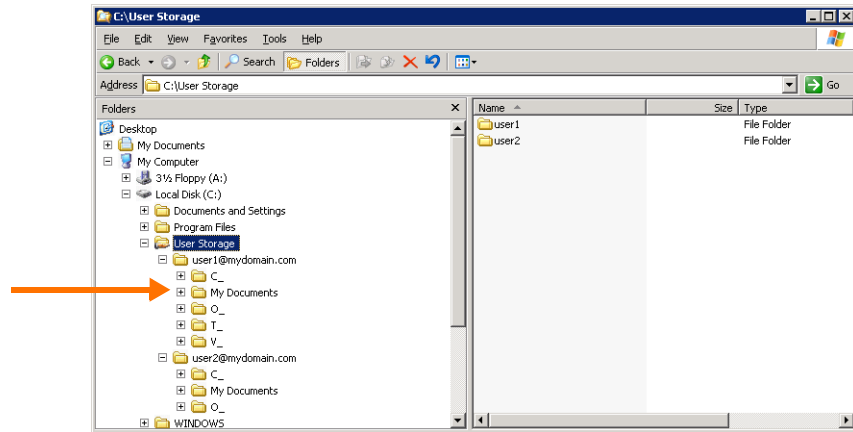 C:\User Storage
File Edit View Favorites Tools Help
Back Search Folders
Address C:\User Storage Go
Folders
Desktop
My Documents
My Computer
3½ Floppy (A:)
Local Disk (C:)
Documents and Settings
Program Files
User Storage
user1@mydomain.com
C_
My Documents
O_
T_
V_
user2@mydomain.com
C_
My Documents
O_
WINDOWS
Name Size Type
user1 File Folder
user2 File Folder